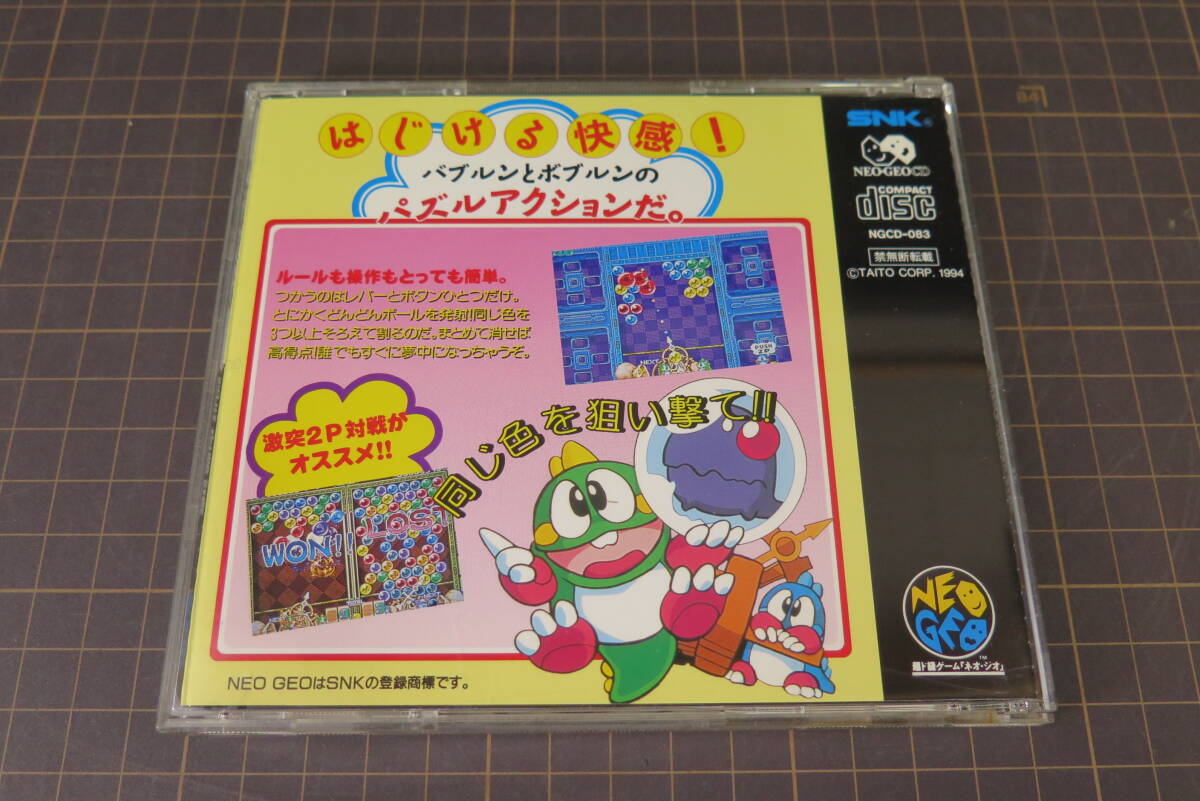 はじける快感!
バブルンとボブルンの
パズルアクションだ。
ルールも操作もとっても簡単。
つかうのはレバーとボタンひとつだけ。
とにかくどんどんボールを発射!同じ色を
3つ以上そろえて割るのだ。まとめて消せば
高得点!誰でもすぐに夢中になっちゃうぞ。
NEXT
PUSH
2P
激突2P対戦が
オススメ!!
同じ色を狙い撃て!!
WON!!
LOST
NEO GEOはSNKの登録商標です。
SNK®
NEO·GEO CD
COMPACT
disc
NGCD-083
禁無断転載
©TAITO CORP. 1994
NEO
GEO
™
超ド級ゲーム「ネオ・ジオ」